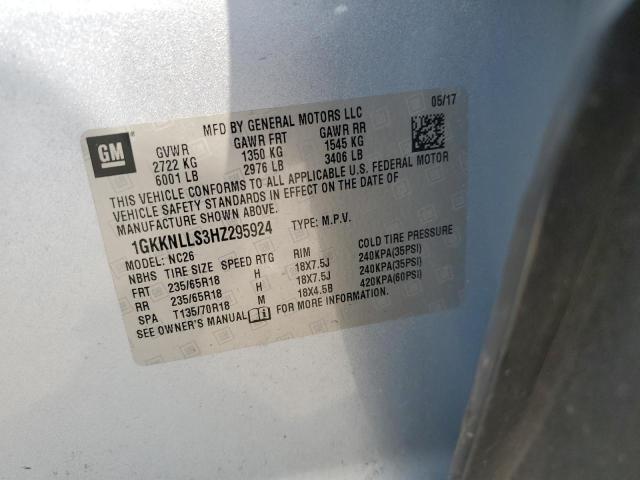 MFD BY GENERAL MOTORS LLC 05/17
GM
GVWR GAWR FRT GAWR RR
2722 KG 1350 KG 1545 KG
6001 LB 2976 LB 3406 LB
THIS VEHICLE CONFORMS TO ALL APPLICABLE U.S. FEDERAL MOTOR
VEHICLE SAFETY STANDARDS IN EFFECT ON THE DATE OF
MANUFACTURE SHOWN ABOVE.
1GKKNLLS3HZ295924 TYPE: M.P.V.
MODEL: NC26
NBHS TIRE SIZE SPEED RTG RIM COLD TIRE PRESSURE
FRT 235/65R18 H 18X7.5J 240KPA(35PSI)
RR 235/65R18 H 18X7.5J 240KPA(35PSI)
SPA T135/70R18 M 18X4.5B 420KPA(60PSI)
SEE OWNER'S MANUAL FOR MORE INFORMATION.